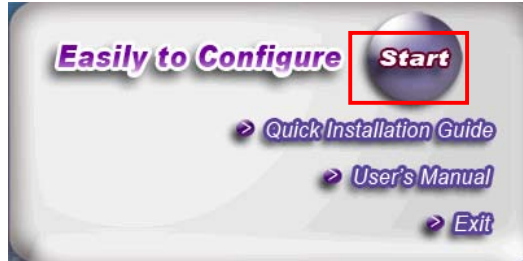 Easily to Configure Start
Quick Installation Guide
User's Manual
Exit